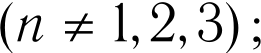 (n ≠ 1, 2, 3) ;